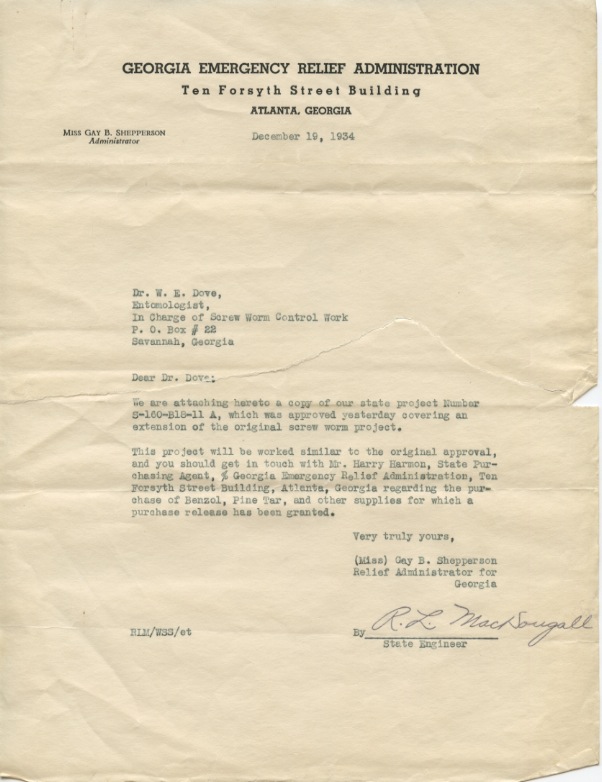 GEORGIA EMERGENCY RELIEF ADMINISTRATION
Ten Forsyth Street Building
ATLANTA, GEORGIA
MISS GAY B. SHEPPERSON
Administrator
December 19, 1934
Dr. W. E. Dove,
Entomologist,
In Charge of Screw Worm Control Work
P. O. Box # 22
Savannah, Georgia
Dear Dr. Dove:
We are attaching hereto a copy of our state project Number
S-160-B18-11 A, which was approved yesterday covering an
extension of the original screw worm project.
This project will be worked similar to the original approval,
and you should get in touch with Mr. Harry Harmon, State Pur-
chasing Agent, % Georgia Emergency Relief Administration, Ten
Forsyth Street Building, Atlanta, Georgia regarding the pur-
chase of Benzol, Pine Tar, and other supplies for which a
purchase release has been granted.
Very truly yours,
(Miss) Gay B. Shepperson
Relief Administrator for
Georgia
RLM/WSS/et
By R. L. MacDougall
State Engineer